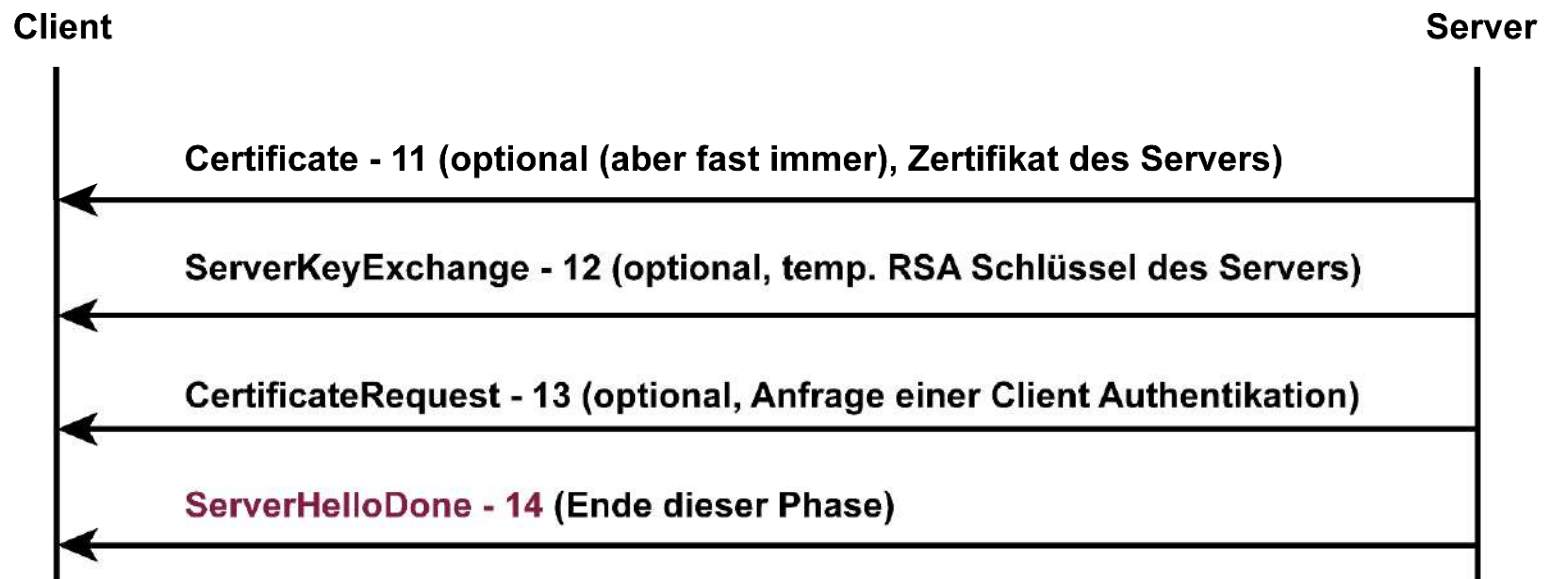 Client
Server
Certificate - 11 (optional (aber fast immer), Zertifikat des Servers)
ServerKeyExchange - 12 (optional, temp. RSA Schlüssel des Servers)
CertificateRequest - 13 (optional, Anfrage einer Client Authentikation)
ServerHelloDone - 14 (Ende dieser Phase)